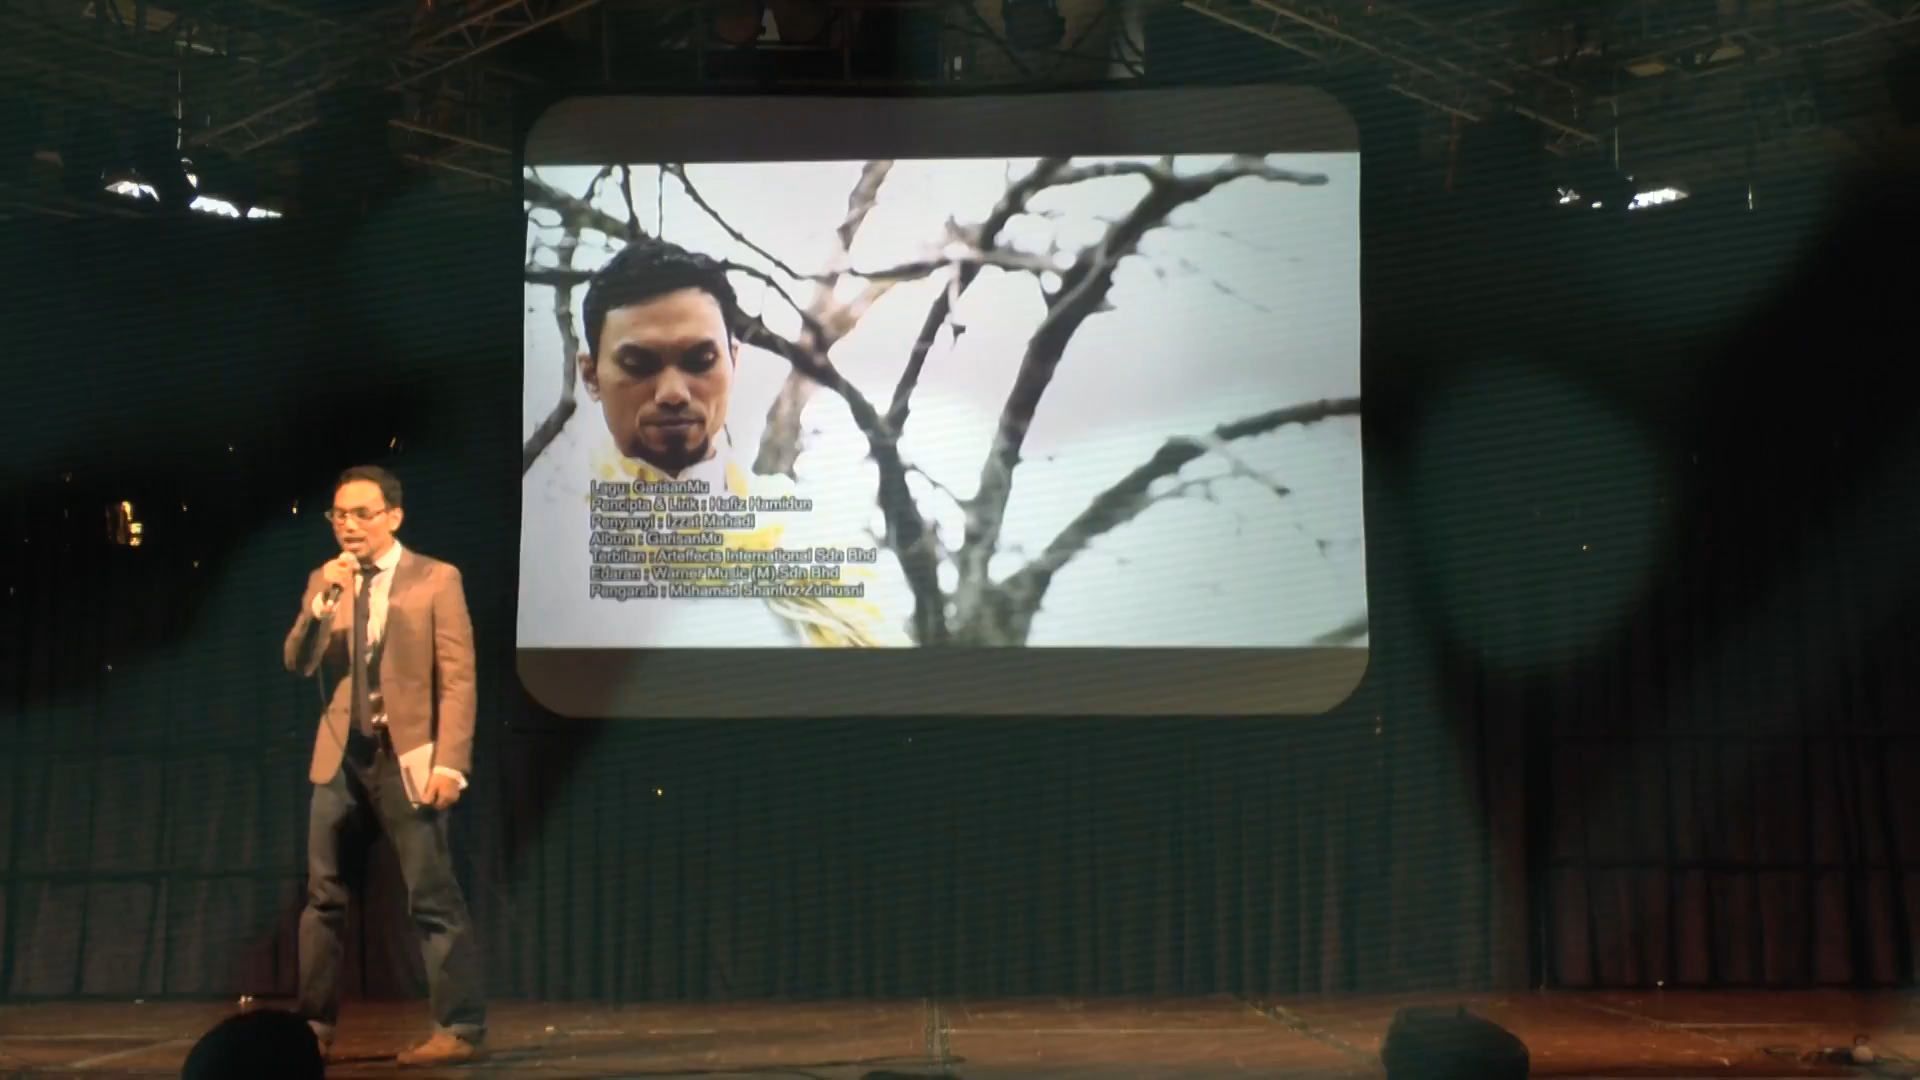 Lagu: GarisanMu
Pencipta & Lirik : Hafiz Hamidun
Penyanyi : Izzat Mahadi
Album : GarisanMu
Terbitan : Arteffects International Sdn Bhd
Edaran : Warner Music (M) Sdn Bhd
Pengarah : Muhamad Sharifuz Zulhusni